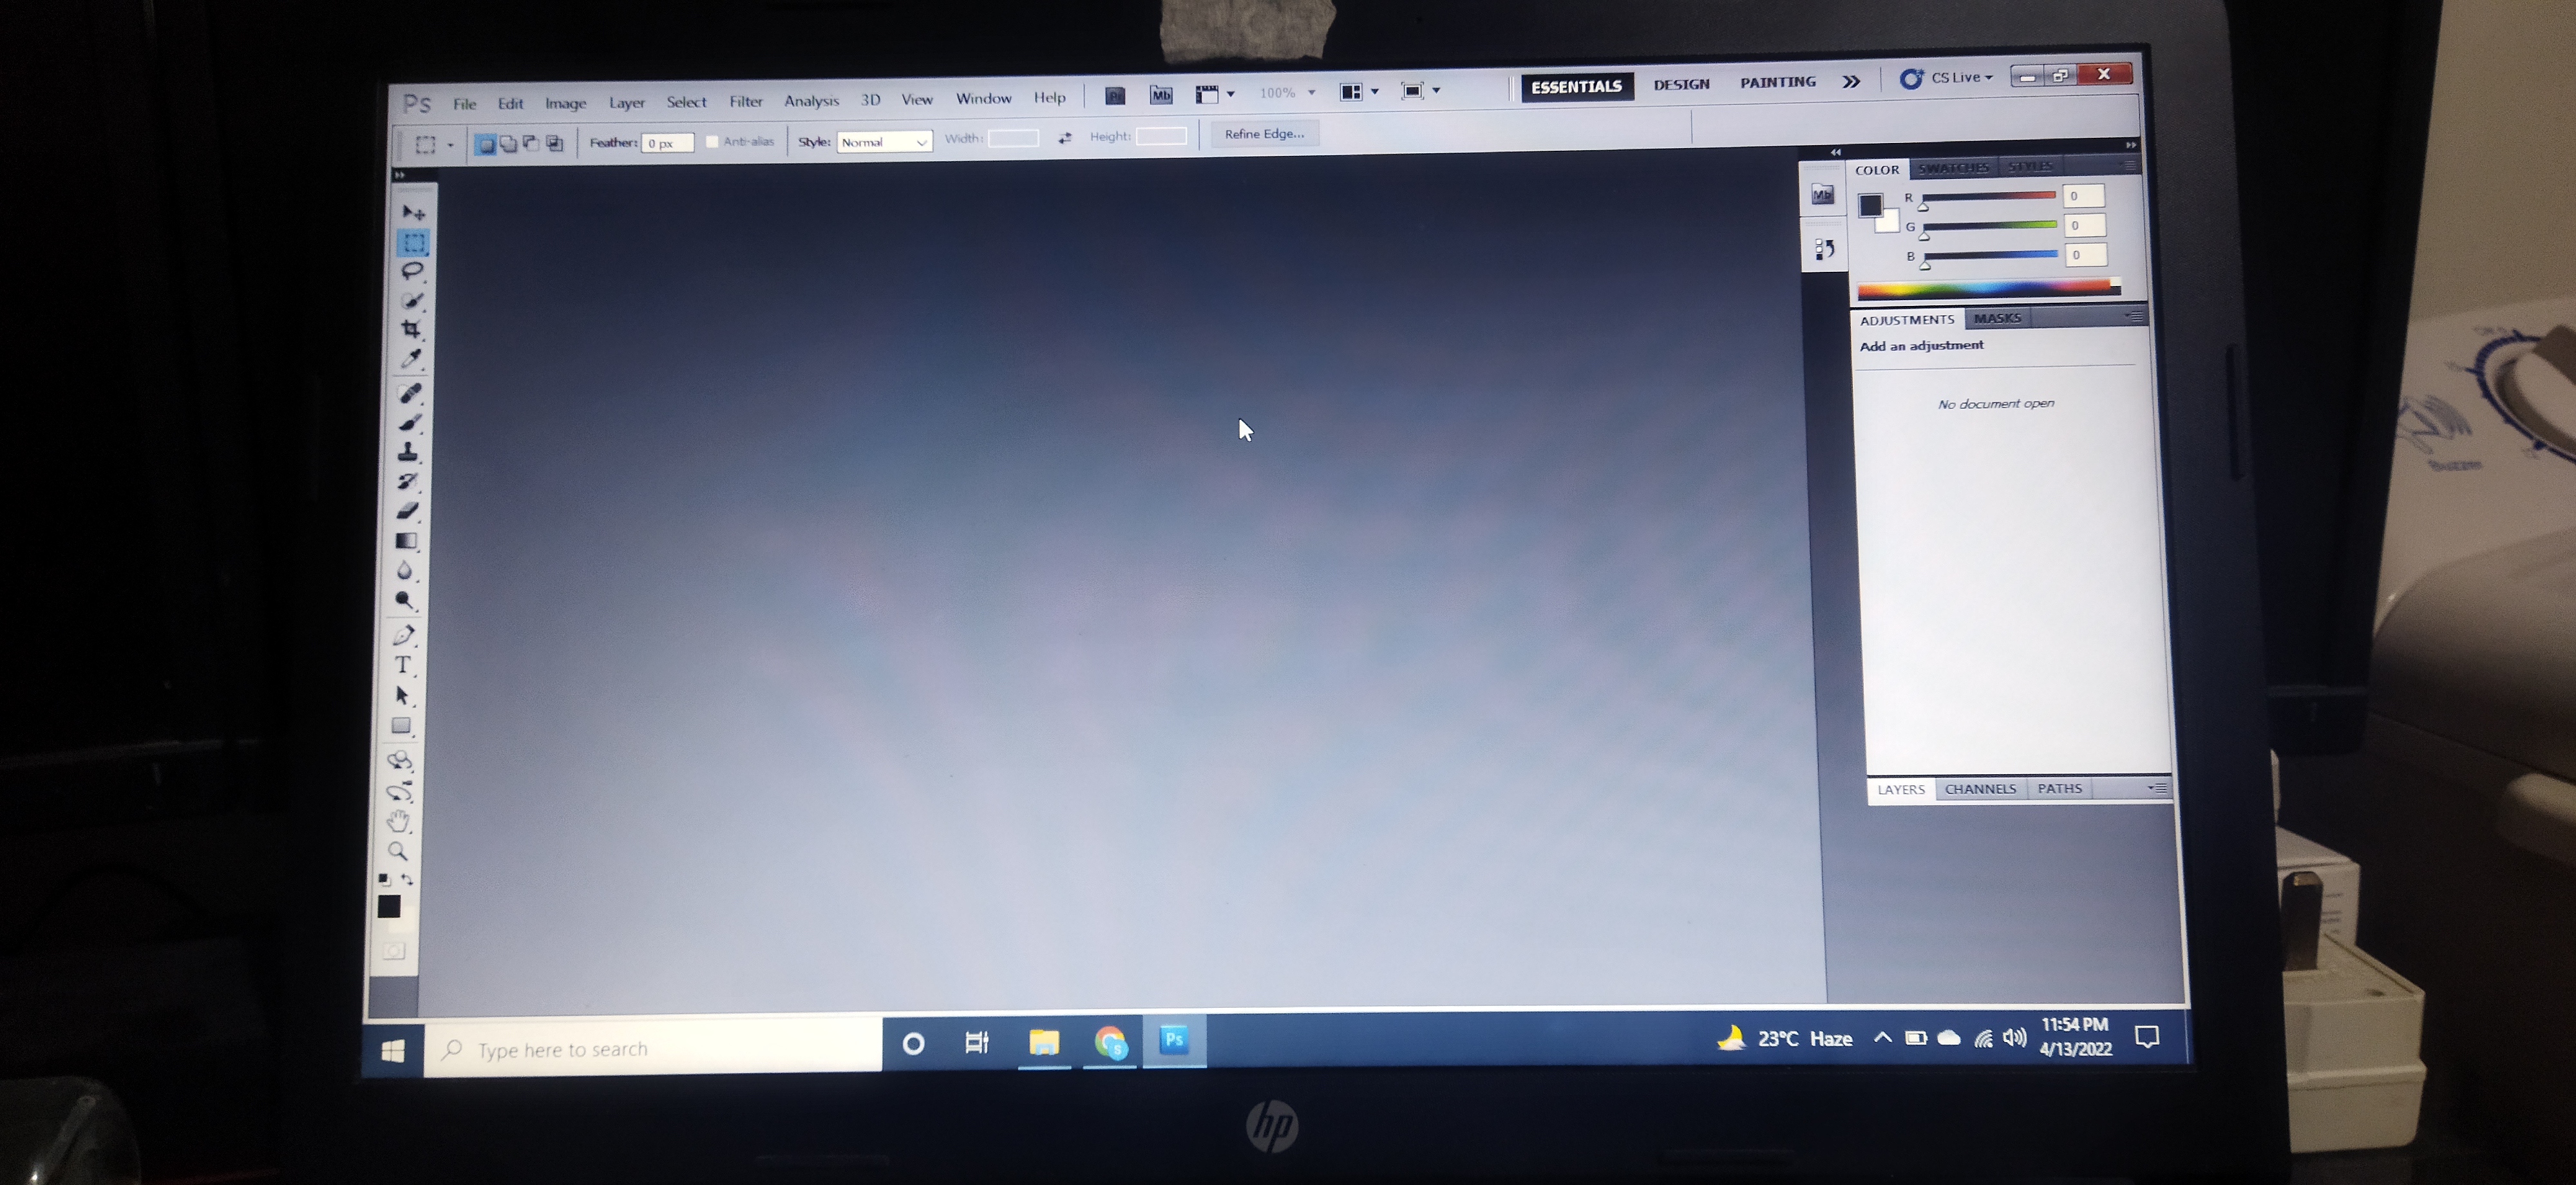 Ps File Edit Image Layer Select Filter Analysis 3D View Window Help Br Mb 100% ESSENTIALS DESIGN PAINTING CS Live
Feather: 0 px Anti-alias Style: Normal Width: Height: Refine Edge...
Mb
COLOR SWATCHES STYLES
R 0
G 0
B 0
ADJUSTMENTS MASKS
Add an adjustment
No document open
LAYERS CHANNELS PATHS
T
Type here to search
S
Ps
23°C Haze
11:54 PM
4/13/2022
hp
Buzzer